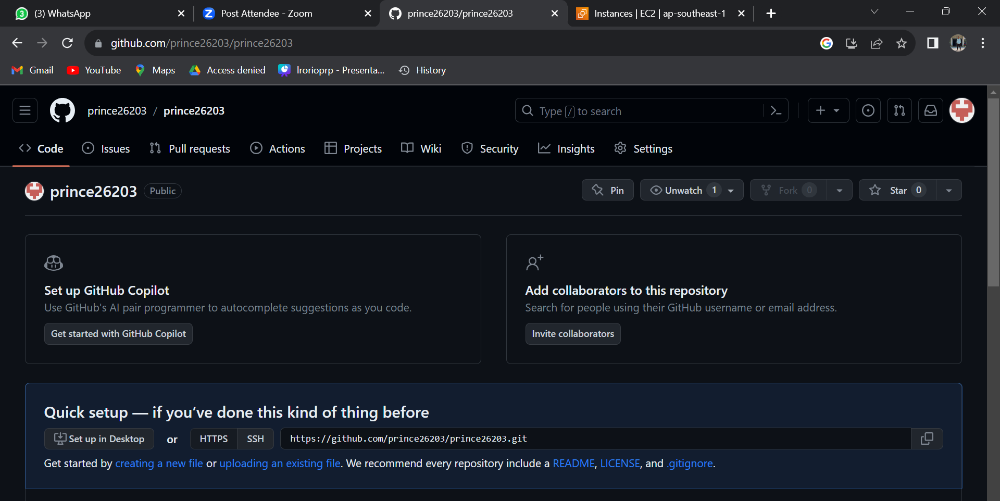 3 (3) WhatsApp
Post Attendee - Zoom
prince26203/prince26203
Instances | EC2 | ap-southeast-1
github.com/prince26203/prince26203
Gmail YouTube Maps Access denied Irorioprp - Presenta... History
prince26203 / prince26203
Type / to search
Code Issues Pull requests Actions Projects Wiki Security Insights Settings
prince26203 Public
Pin Unwatch 1 Fork 0 Star 0
Set up GitHub Copilot
Use GitHub's AI pair programmer to autocomplete suggestions as you code.
Get started with GitHub Copilot
Add collaborators to this repository
Search for people using their GitHub username or email address.
Invite collaborators
Quick setup — if you’ve done this kind of thing before
Set up in Desktop or HTTPS SSH https://github.com/prince26203/prince26203.git
Get started by creating a new file or uploading an existing file. We recommend every repository include a README, LICENSE, and .gitignore.